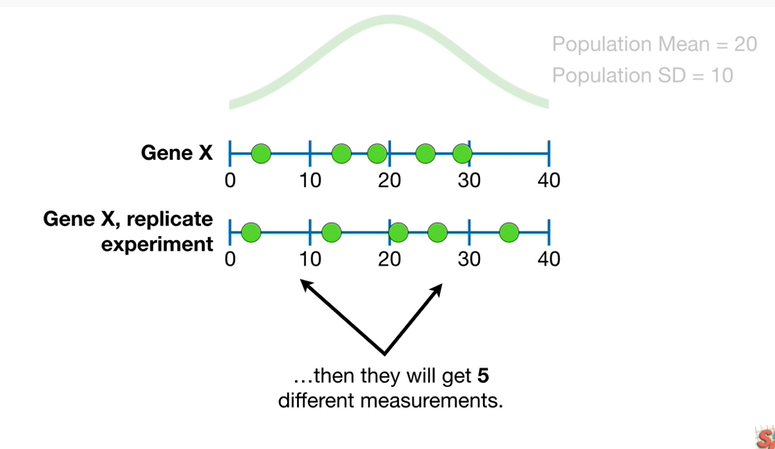 Population Mean = 20
Population SD = 10
Gene X
0 10 20 30 40
Gene X, replicate
experiment
0 10 20 30 40
…then they will get 5
different measurements.